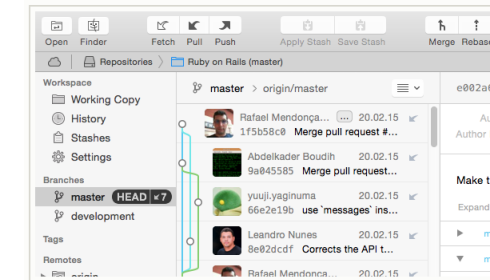 Open Finder Fetch Pull Push Apply Stash Save Stash Merge Rebase
Repositories Ruby on Rails (master)
Workspace
Working Copy
History
Stashes
Settings
Branches
master HEAD ↙7
development
Tags
Remotes
origin
master > origin/master
Rafael Mendonça... ... 20.02.15
1f5b58c0 Merge pull request #...
Abdelkader Boudih 20.02.15
9a045585 Merge pull request...
yuuji.yaginuma 20.02.15
66e2e19b use `messages` ins...
Leandro Nunes 20.02.15
8e02dcdf Corrects the API t...
Rafael Mendonça... 20.02.15
e002a
Au
Author
Make t
Expand
m
m